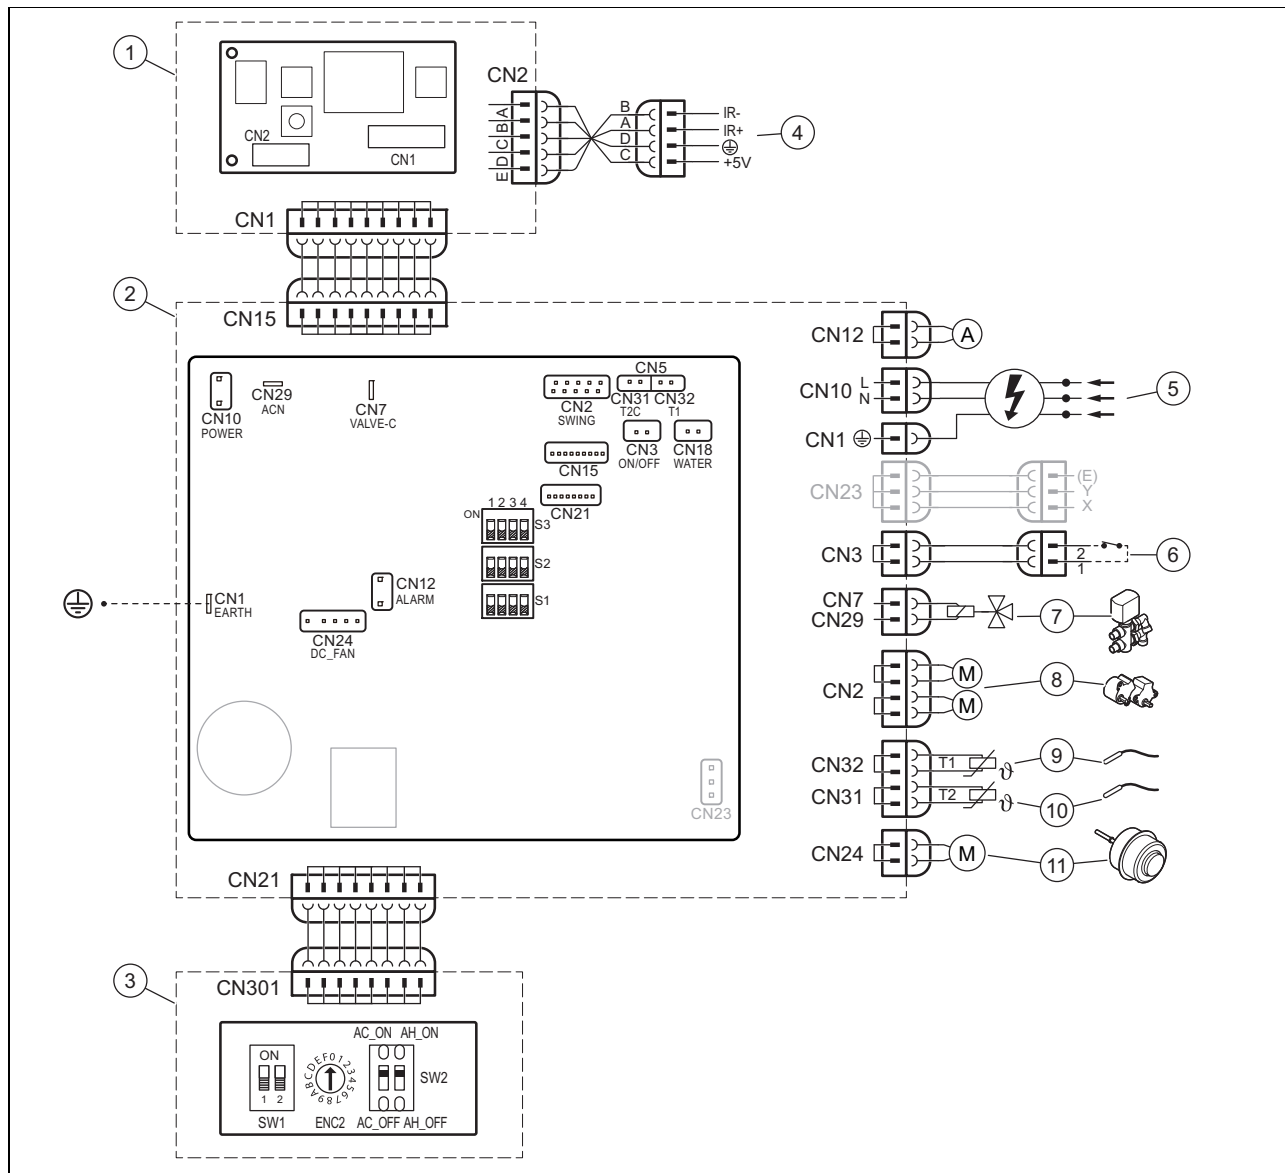 1
CN2
CN1
CN2
A
B
C
D
E
B
A
D
C
IR-
IR+
+5V
4
CN1
2
CN15
CN10
POWER
CN29
ACN
CN7
VALVE-C
CN2
SWING
CN5
CN31
T2C
CN32
T1
CN3
ON/OFF
CN18
WATER
CN15
CN21
1 2 3 4
ON
S3
S2
S1
CN1
EARTH
CN12
ALARM
CN24
DC_FAN
CN23
CN12
A
CN10
L
N
5
CN1
CN23
(E)
Y
X
CN3
2
1
6
CN7
CN29
7
CN2
M
M
8
CN32
T1
ϑ
9
CN31
T2
ϑ
10
CN24
M
11
CN21
3
CN301
ON
1 2
SW1
0123456789ABCDEF
ENC2
AC_ON AH_ON
SW2
AC_OFF AH_OFF